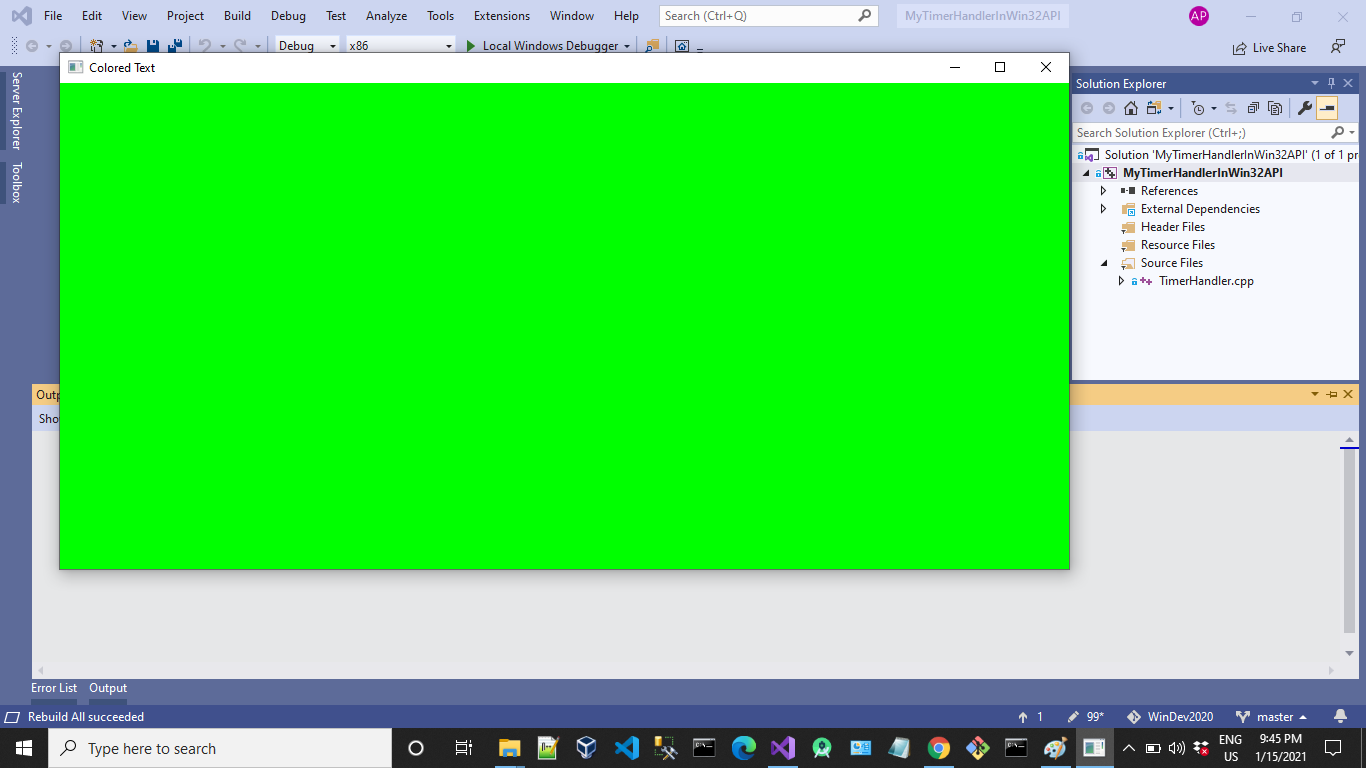 File Edit View Project Build Debug Test Analyze Tools Extensions Window Help Search (Ctrl+Q) MyTimerHandlerInWin32API AP
Debug x86 Local Windows Debugger Live Share
Colored Text
Server Explorer
Toolbox
Solution Explorer
Search Solution Explorer (Ctrl+;)
Solution 'MyTimerHandlerInWin32API' (1 of 1 pr
MyTimerHandlerInWin32API
References
External Dependencies
Header Files
Resource Files
Source Files
TimerHandler.cpp
Outp
Sho
Error List Output
Rebuild All succeeded 1 99* WinDev2020 master
Type here to search
ENG
US
9:45 PM
1/15/2021